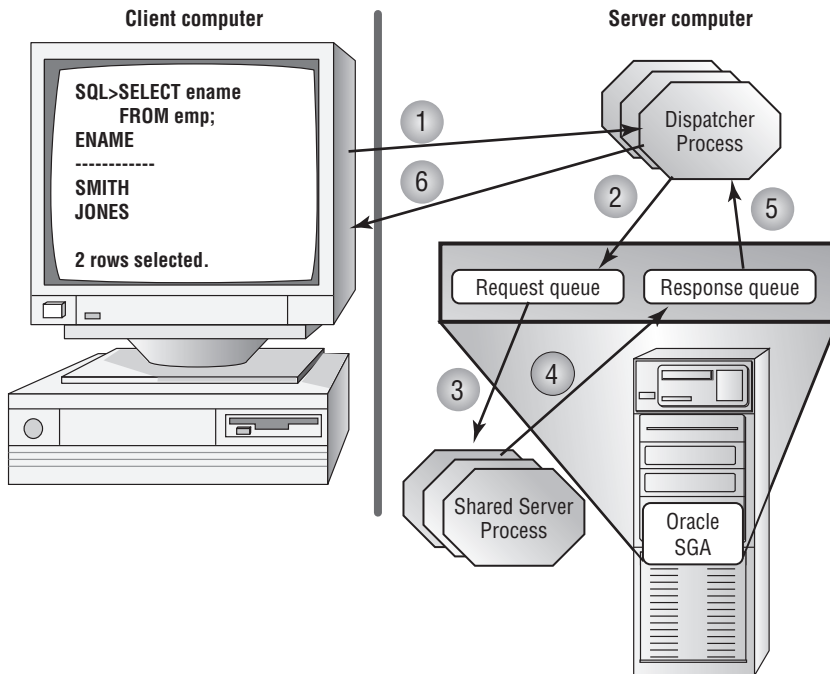 Client computer
Server computer
SQL>SELECT ename
FROM emp;
ENAME
------------
SMITH
JONES
2 rows selected.
1
6
Dispatcher
Process
2
5
Request queue
Response queue
3
4
Shared Server
Process
Oracle
SGA